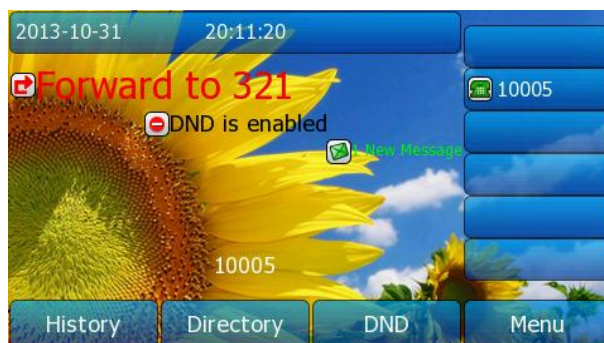 2013-10-31 20:11:20
Forward to 321
10005
DND is enabled
1 New Message
10005
History Directory DND Menu